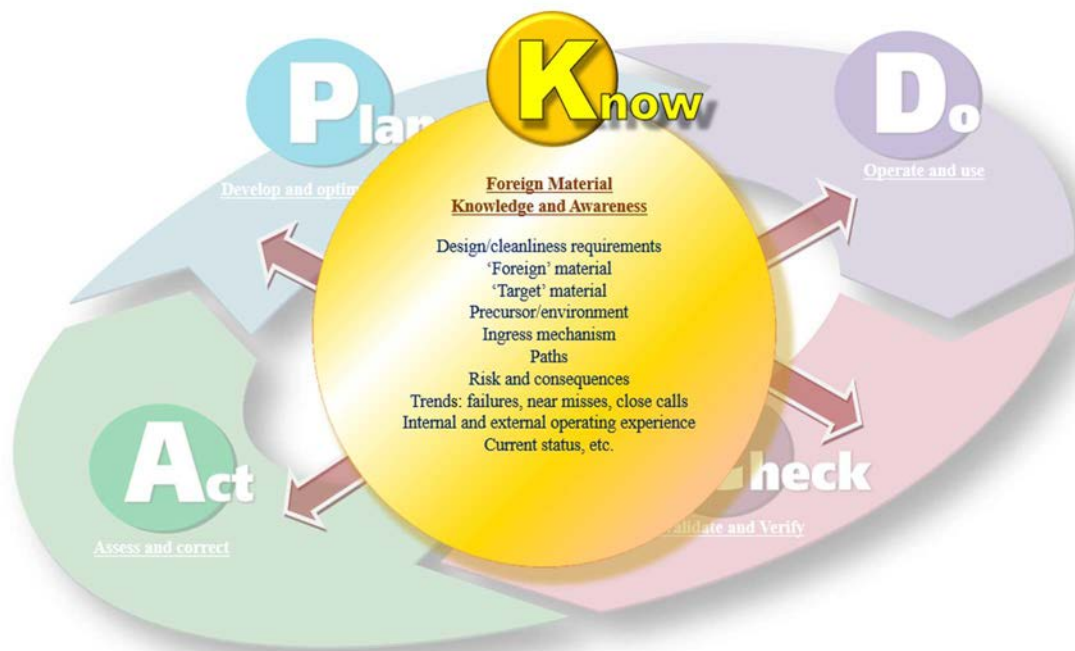 Plan
Know
Do
Develop and optim
Operate and use
Foreign Material
Knowledge and Awareness
Design/cleanliness requirements
‘Foreign’ material
‘Target’ material
Precursor/environment
Ingress mechanism
Paths
Risk and consequences
Trends: failures, near misses, close calls
Internal and external operating experience
Current status, etc.
Act
Check
Assess and correct
Validate and Verify